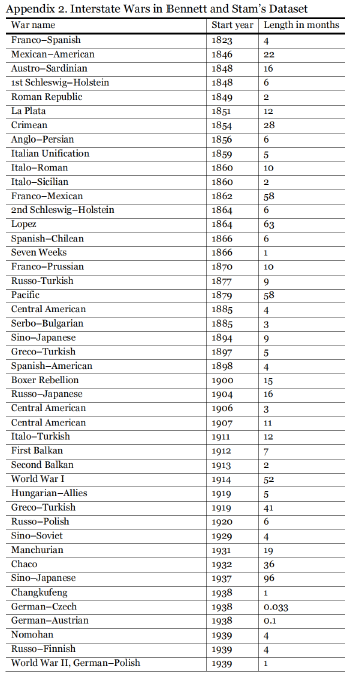 Appendix 2. Interstate Wars in Bennett and Stam's Dataset
War name Start year Length in months
Franco–Spanish 1823 4
Mexican–American 1846 22
Austro–Sardinian 1848 16
1st Schleswig–Holstein 1848 6
Roman Republic 1849 2
La Plata 1851 12
Crimean 1854 28
Anglo–Persian 1856 6
Italian Unification 1859 5
Italo–Roman 1860 10
Italo–Sicilian 1860 2
Franco–Mexican 1862 58
2nd Schleswig–Holstein 1864 6
Lopez 1864 63
Spanish–Chilean 1866 6
Seven Weeks 1866 1
Franco–Prussian 1870 10
Russo-Turkish 1877 9
Pacific 1879 58
Central American 1885 4
Serbo–Bulgarian 1885 3
Sino–Japanese 1894 9
Greco–Turkish 1897 5
Spanish–American 1898 4
Boxer Rebellion 1900 15
Russo–Japanese 1904 16
Central American 1906 3
Central American 1907 11
Italo–Turkish 1911 12
First Balkan 1912 7
Second Balkan 1913 2
World War I 1914 52
Hungarian–Allies 1919 5
Greco–Turkish 1919 41
Russo–Polish 1920 6
Sino–Soviet 1929 4
Manchurian 1931 19
Chaco 1932 36
Sino–Japanese 1937 96
Changkufeng 1938 1
German–Czech 1938 0.033
German–Austrian 1938 0.1
Nomohan 1939 4
Russo–Finnish 1939 4
World War II, German–Polish 1939 1